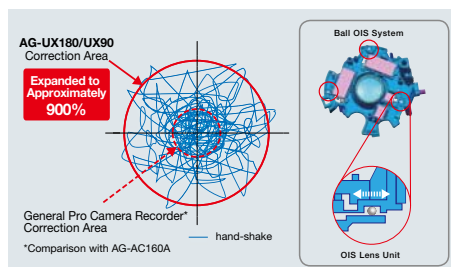 AG-UX180/UX90
Correction Area
Expanded to
Approximately
900%
General Pro Camera Recorder*
Correction Area
*Comparison with AG-AC160A
hand-shake
Ball OIS System
OIS Lens Unit